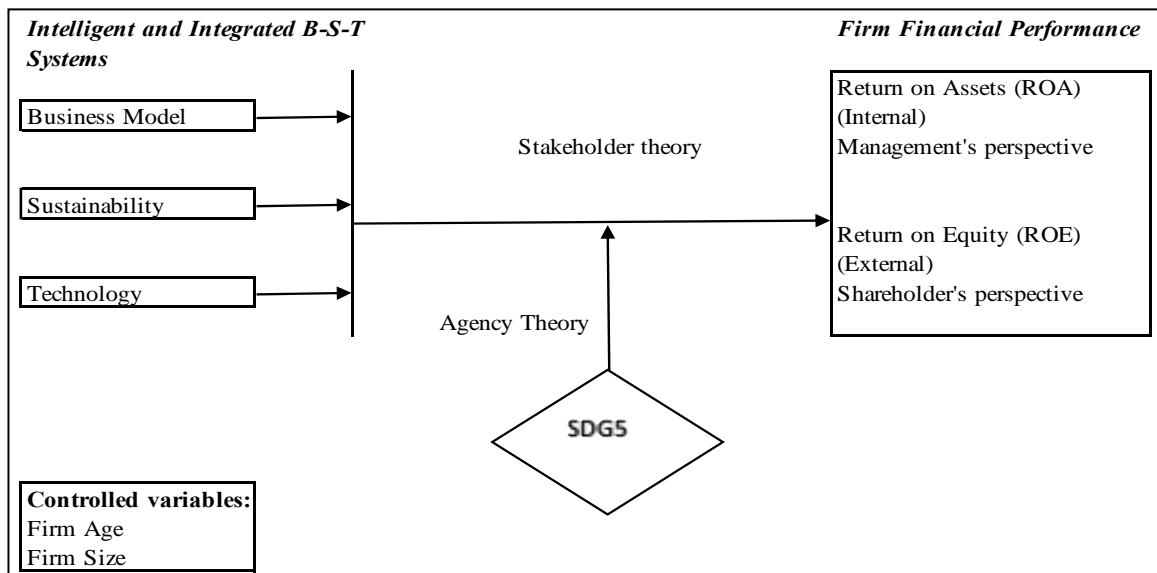 Intelligent and Integrated B-S-T
Systems
Business Model
Sustainability
Technology
Stakeholder theory
Agency Theory
SDG5
Firm Financial Performance
Return on Assets (ROA)
(Internal)
Management's perspective
Return on Equity (ROE)
(External)
Shareholder's perspective
Controlled variables:
Firm Age
Firm Size